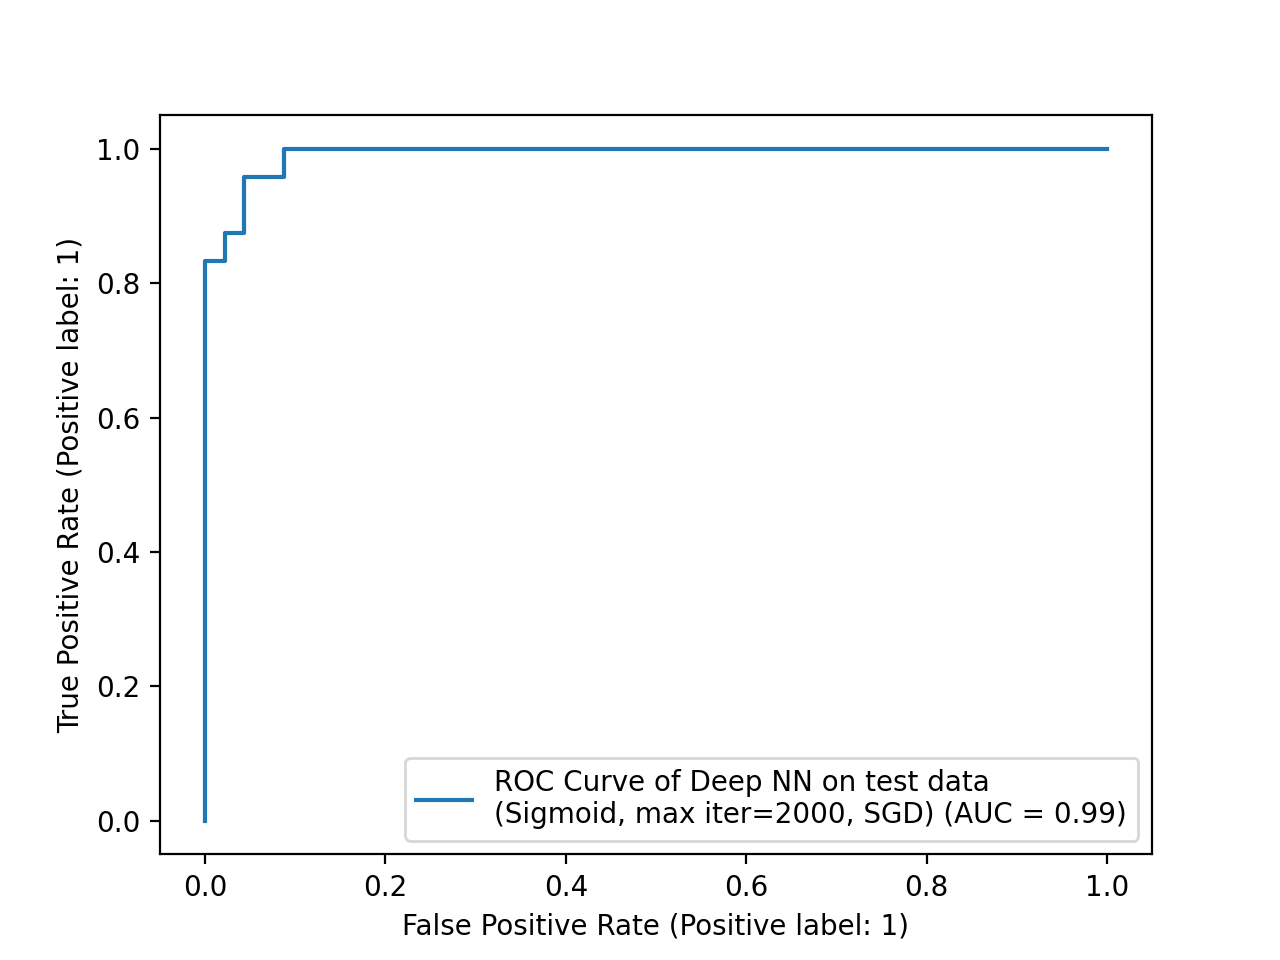 1.0
0.8
0.6
0.4
0.2
0.0
True Positive Rate (Positive label: 1)
ROC Curve of Deep NN on test data
(Sigmoid, max iter=2000, SGD) (AUC = 0.99)
0.0 0.2 0.4 0.6 0.8 1.0
False Positive Rate (Positive label: 1)